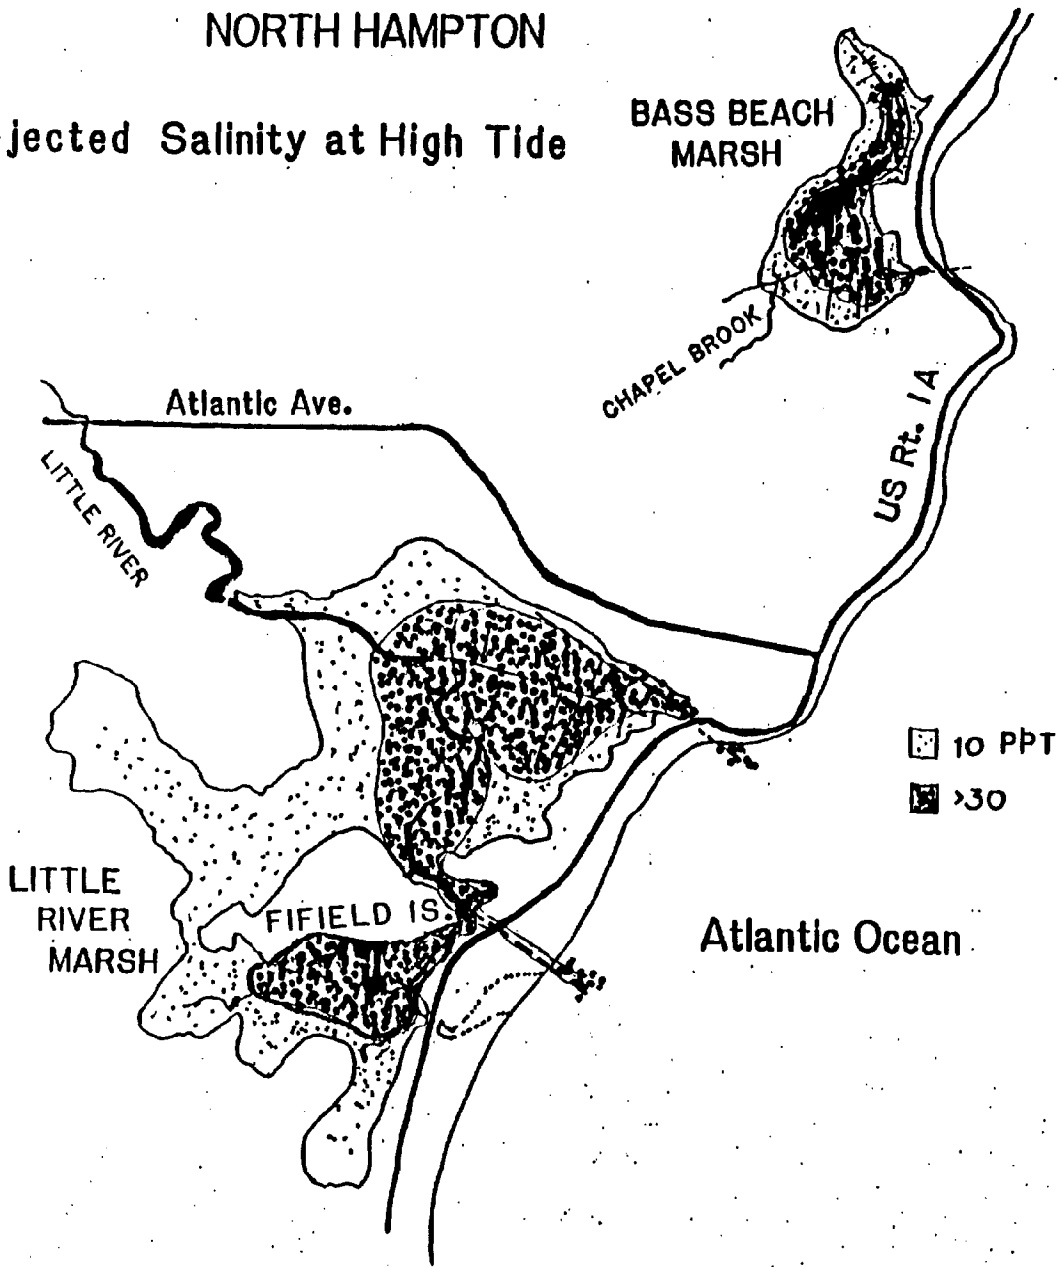 NORTH HAMPTON
jected Salinity at High Tide
BASS BEACH
MARSH
CHAPEL BROOK
Atlantic Ave.
US Rt. 1A
LITTLE RIVER
10 PPT
>30
LITTLE
RIVER
MARSH
FIFIELD IS.
Atlantic Ocean